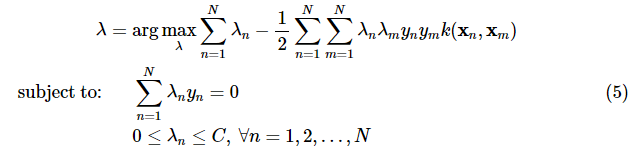 λ = arg max_λ ∑_{n=1}^{N} λ_n − \frac{1}{2} ∑_{n=1}^{N} ∑_{m=1}^{N} λ_n λ_m y_n y_m k(𝐱_n, 𝐱_m)
subject to: ∑_{n=1}^{N} λ_n y_n = 0 (5)
0 ≤ λ_n ≤ C, ∀n = 1, 2, …, N